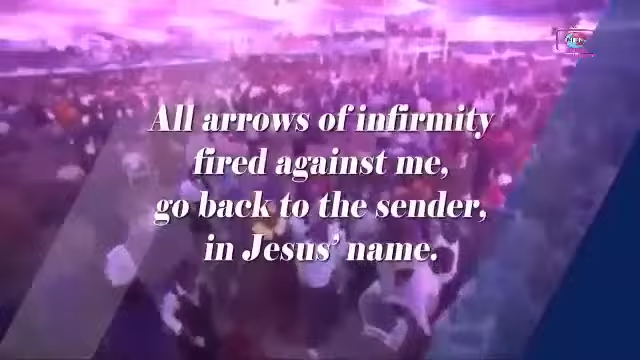 All arrows of infirmity
fired against me,
go back to the sender,
in Jesus’ name.